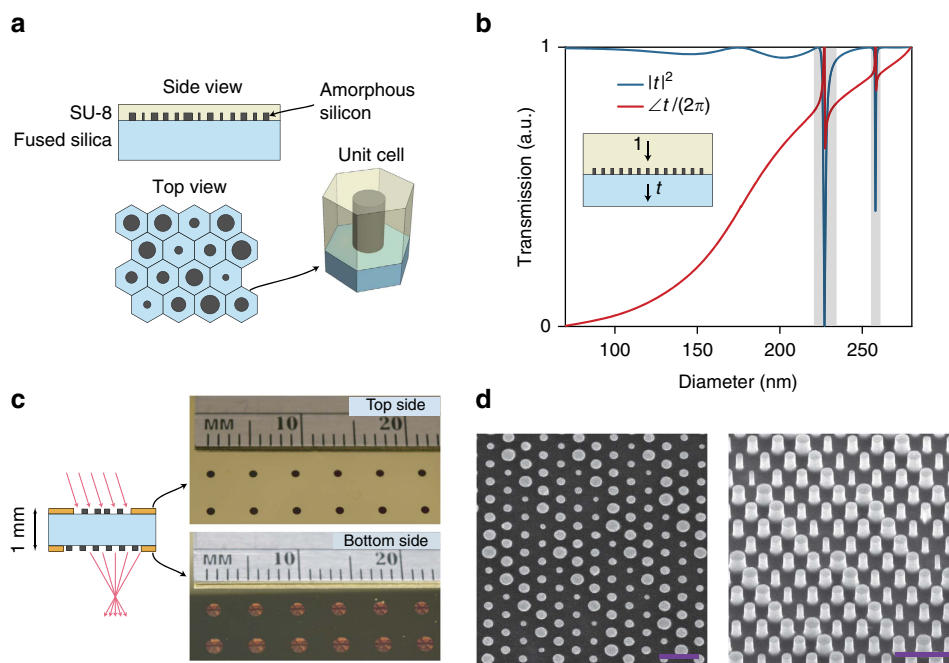 a
Side view
SU-8
Amorphous
silicon
Fused silica
Unit cell
Top view
b
1
Transmission (a.u.)
|t|²
∠t/(2π)
1
t
0
100
150
200
250
Diameter (nm)
c
Top side
MM 10 20
1 mm
Bottom side
MM 10 20
d